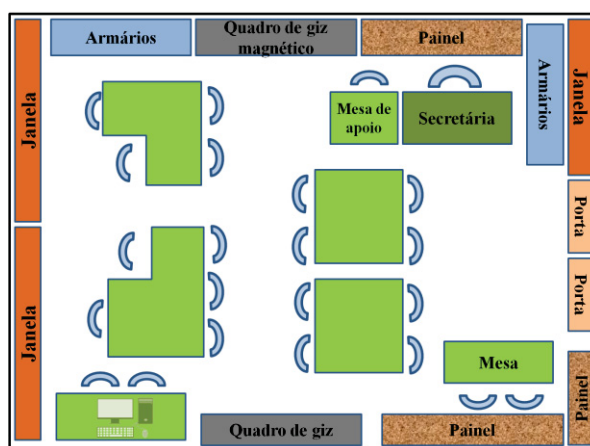 Armários
Quadro de giz
magnético
Painel
Janela
Armários
Janela
Mesa de
apoio
Secretária
Porta
Porta
Janela
Mesa
Painel
Quadro de giz
Painel